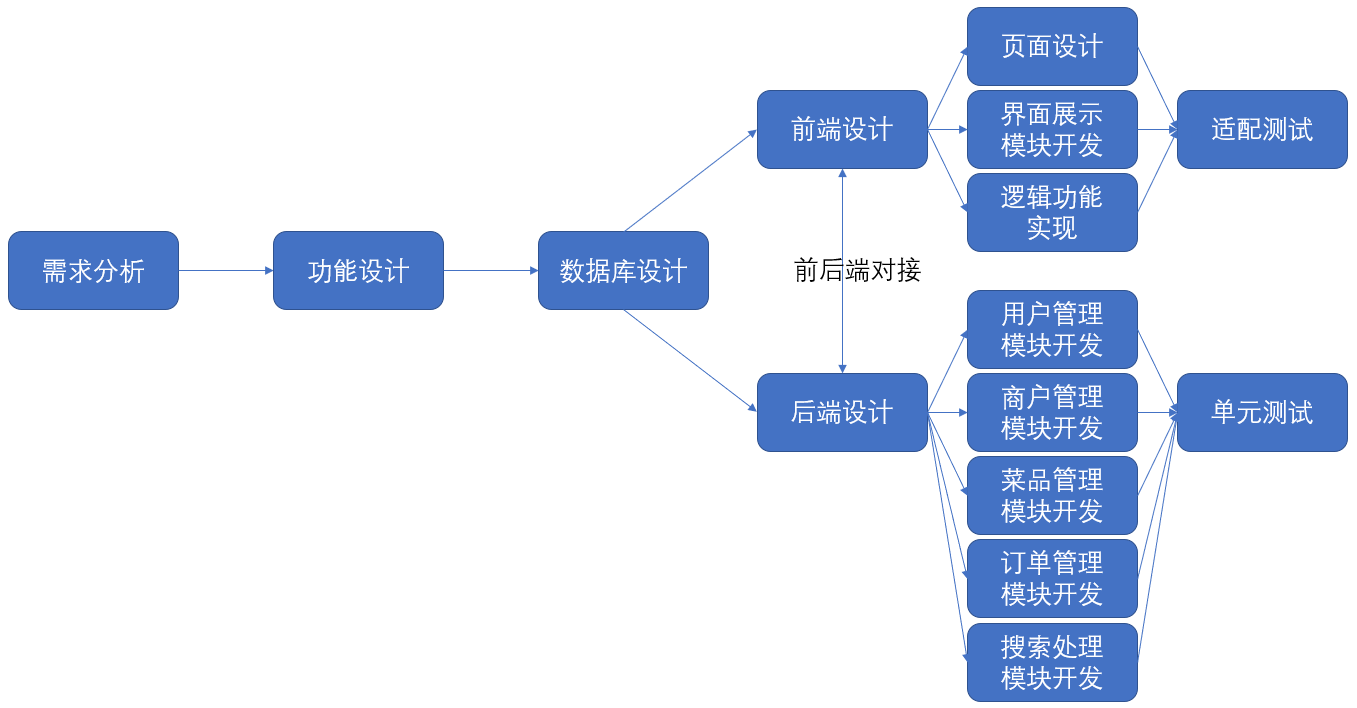 需求分析
功能设计
数据库设计
前端设计
前后端对接
后端设计
页面设计
界面展示
模块开发
逻辑功能
实现
适配测试
用户管理
模块开发
商户管理
模块开发
菜品管理
模块开发
订单管理
模块开发
搜索处理
模块开发
单元测试